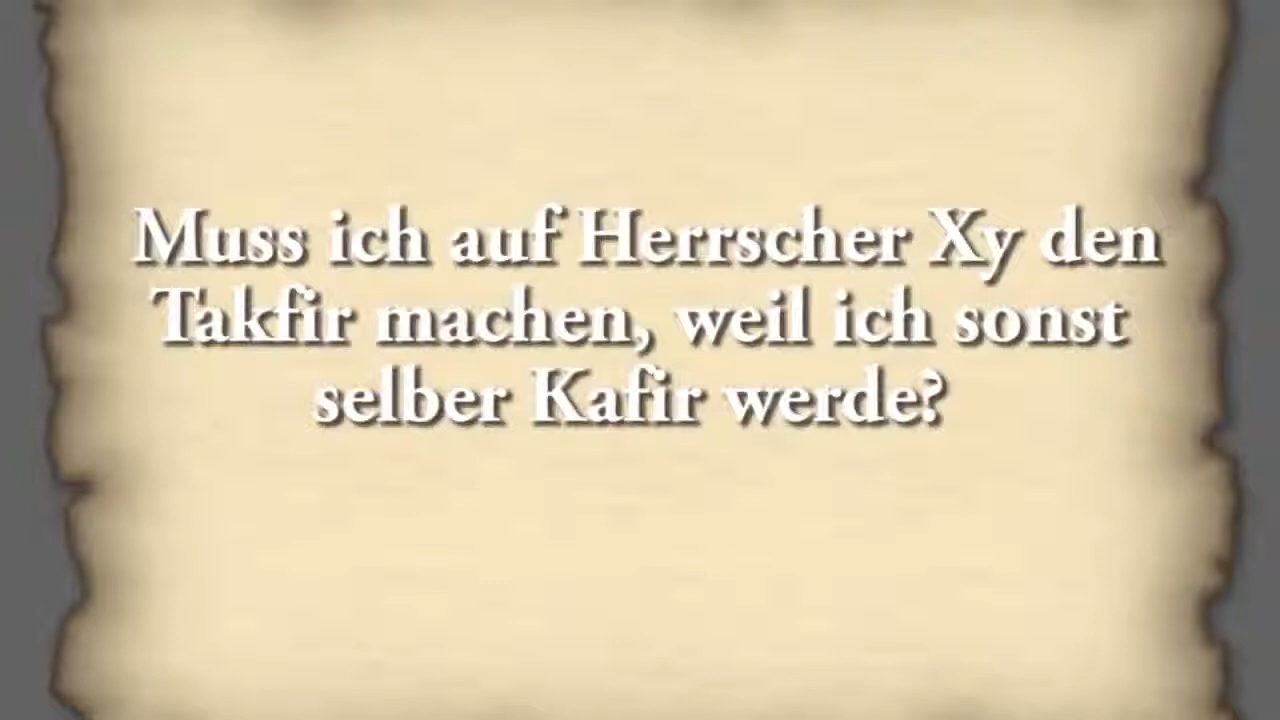 Muss ich auf Herrscher Xy den
Takfir machen, weil ich sonst
selber Kafir werde?